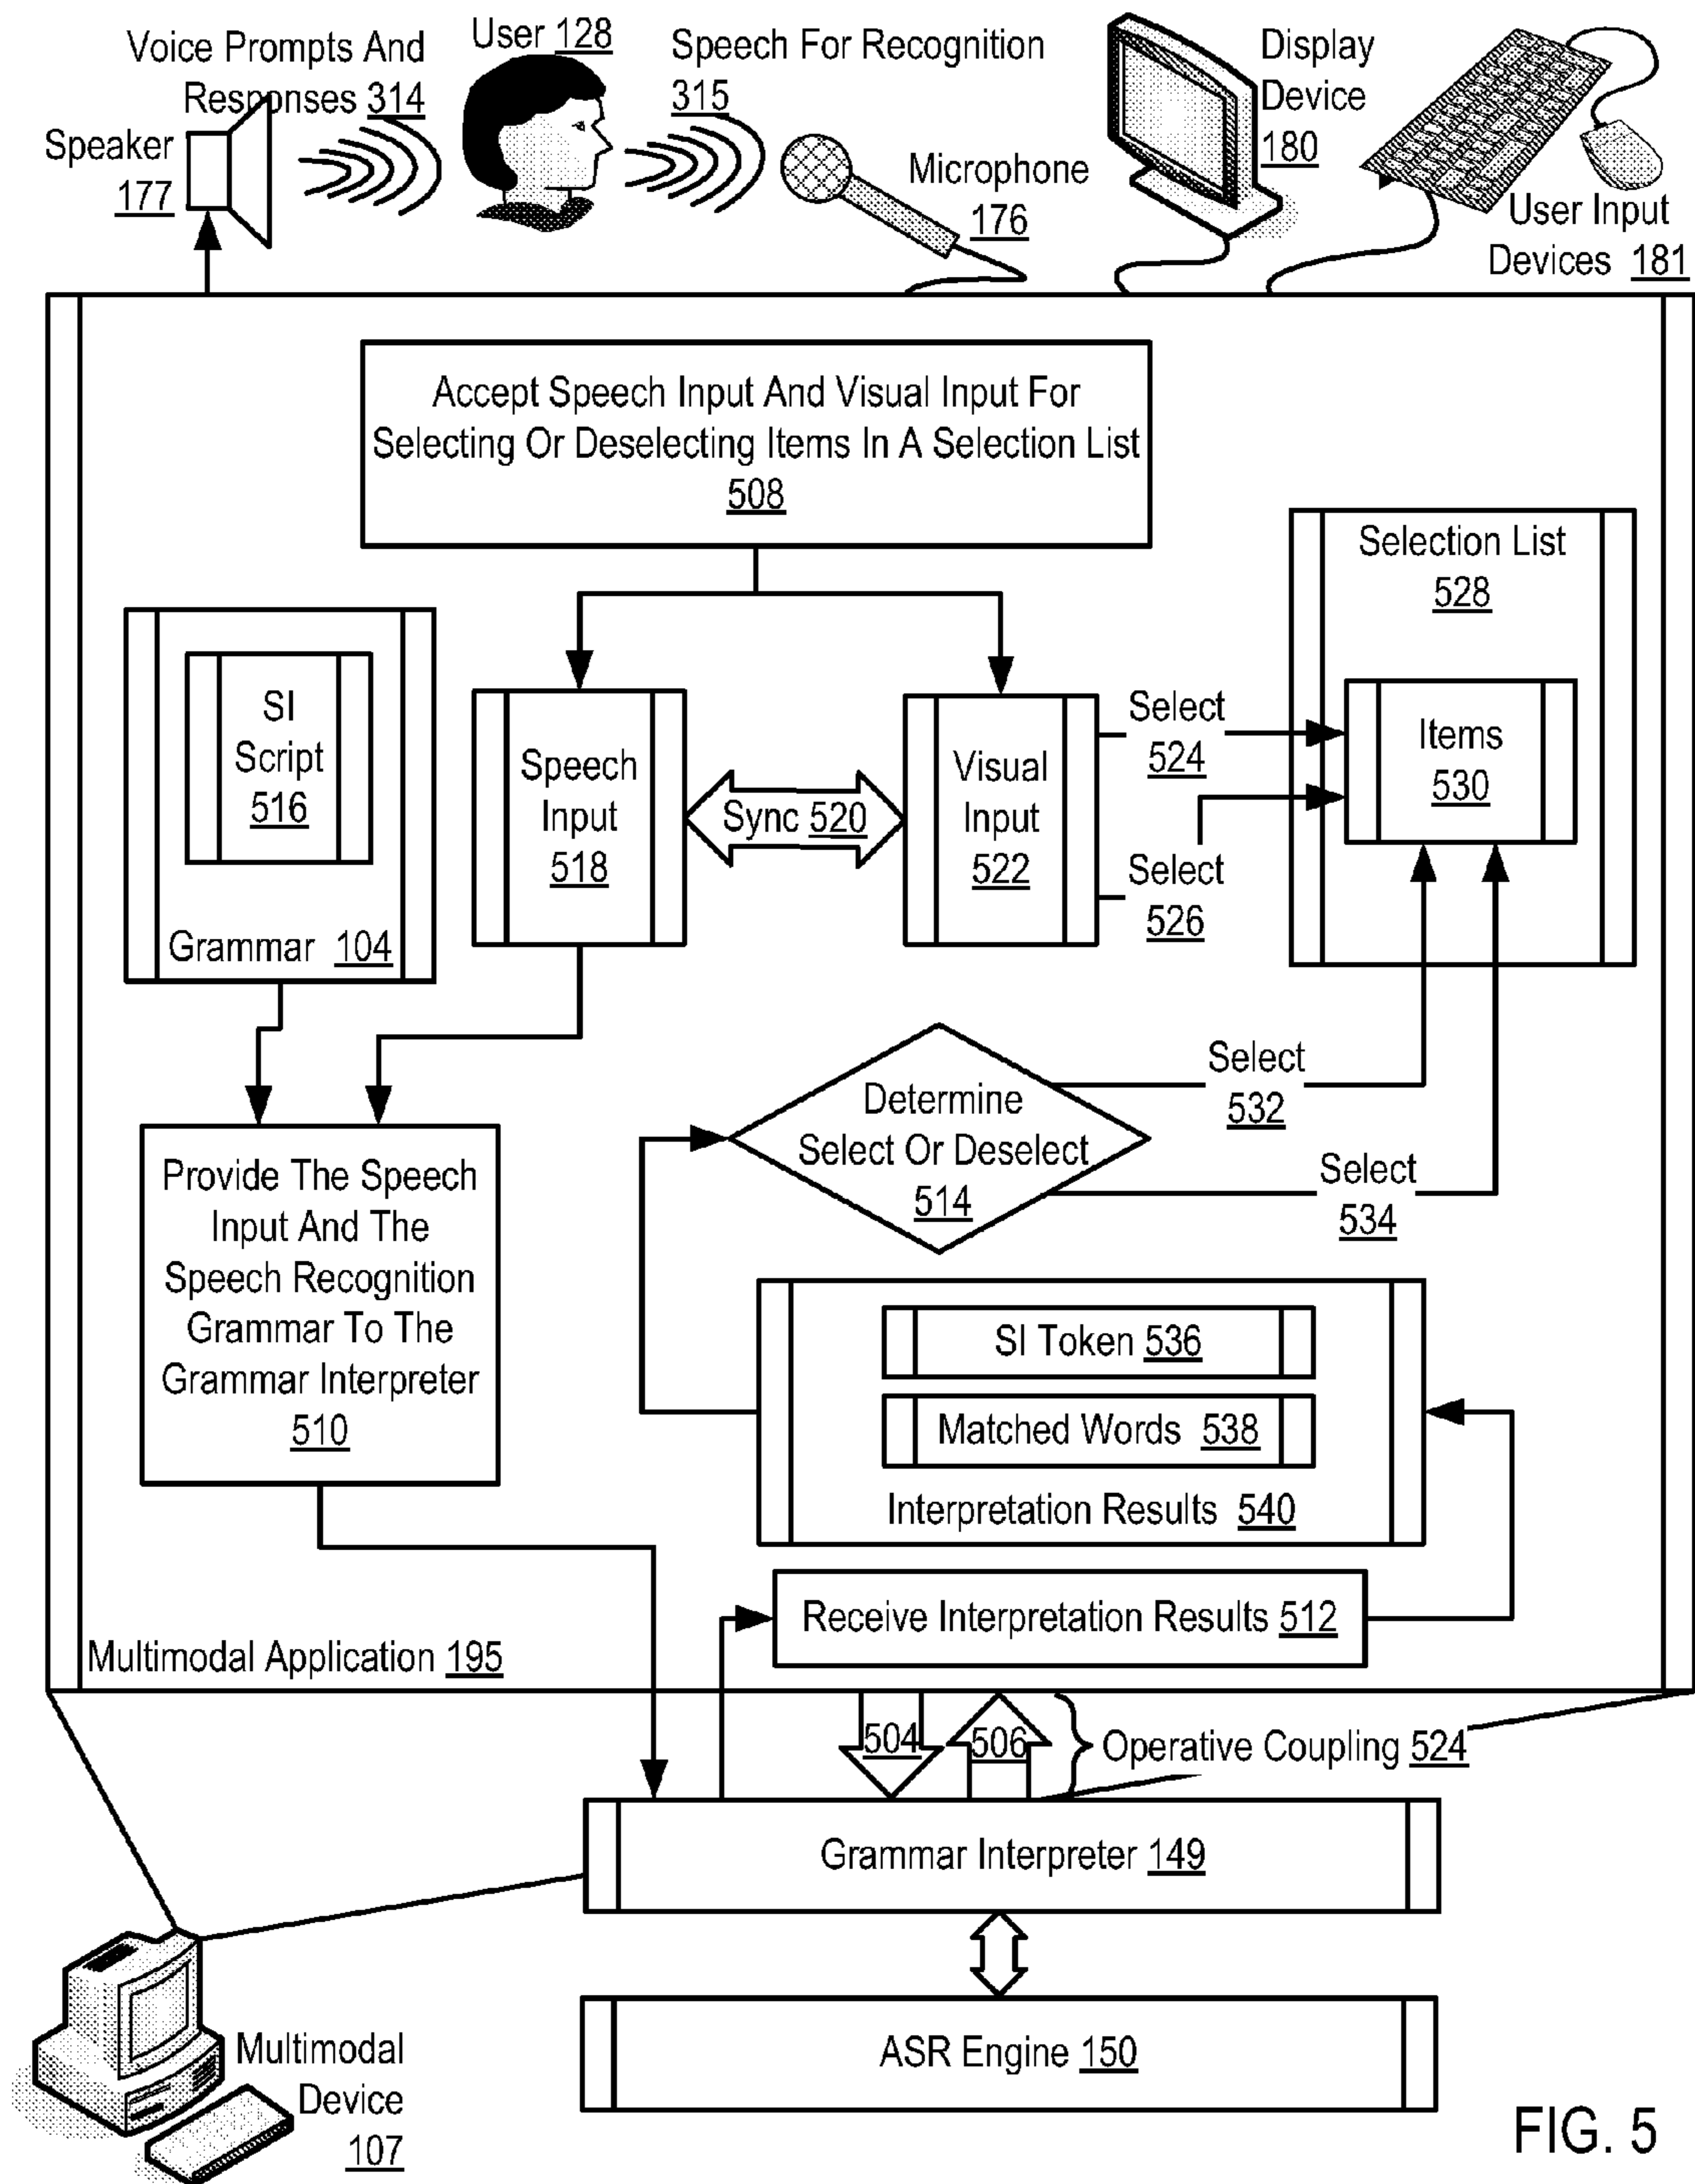 Voice Prompts And
Responses 314
User 128
Speech For Recognition
315
Display
Device
180
Speaker
177
Microphone
176
User Input
Devices 181
Accept Speech Input And Visual Input For
Selecting Or Deselecting Items In A Selection List
508
Selection List
528
SI
Script
516
Grammar 104
Speech
Input
518
Sync 520
Visual
Input
522
Select
524
Select
526
Items
530
Determine
Select Or Deselect
514
Select
532
Select
534
Provide The Speech
Input And The
Speech Recognition
Grammar To The
Grammar Interpreter
510
SI Token 536
Matched Words 538
Interpretation Results 540
Receive Interpretation Results 512
Multimodal Application 195
504
506
Operative Coupling 524
Grammar Interpreter 149
ASR Engine 150
Multimodal
Device
107
FIG. 5